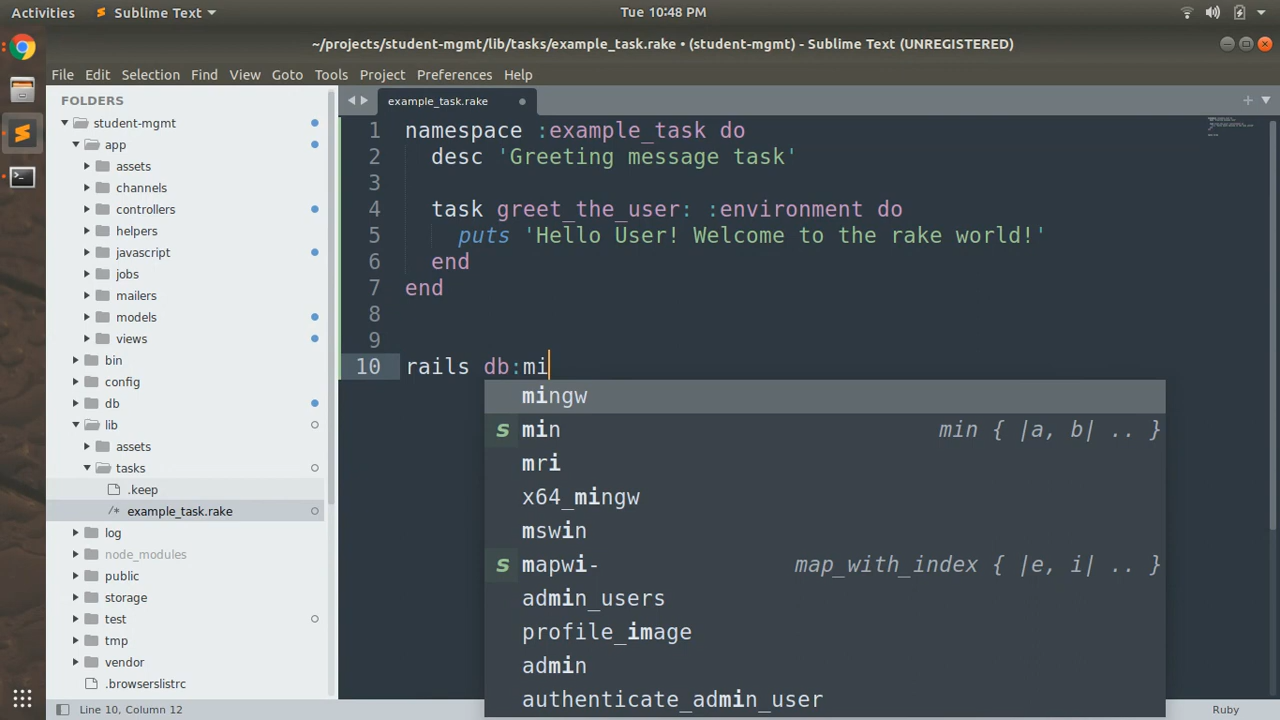 Activities Sublime Text Tue 10:48 PM
~/projects/student-mgmt/lib/tasks/example_task.rake • (student-mgmt) - Sublime Text (UNREGISTERED)
File Edit Selection Find View Goto Tools Project Preferences Help
FOLDERS
student-mgmt
app
assets
channels
controllers
helpers
javascript
jobs
mailers
models
views
bin
config
db
lib
assets
tasks
.keep
/* example_task.rake
log
node_modules
public
storage
test
tmp
vendor
.browserslistrc
example_task.rake
1 namespace :example_task do
2 desc 'Greeting message task'
3
4 task greet_the_user: :environment do
5 puts 'Hello User! Welcome to the rake world!'
6 end
7 end
8
9
10 rails db:mi
mingw
s min min { |a, b| .. }
mri
x64_mingw
mswin
s mapwi- map_with_index { |e, i| .. }
admin_users
profile_image
admin
authenticate_admin_user
Line 10, Column 12 Ruby